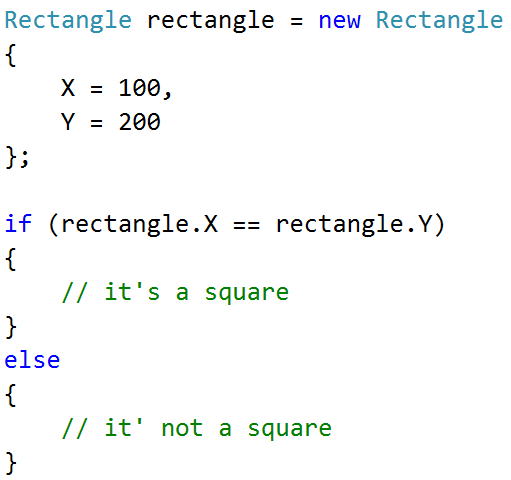 Rectangle rectangle = new Rectangle
{
    X = 100,
    Y = 200
};

if (rectangle.X == rectangle.Y)
{
    // it's a square
}
else
{
    // it' not a square
}